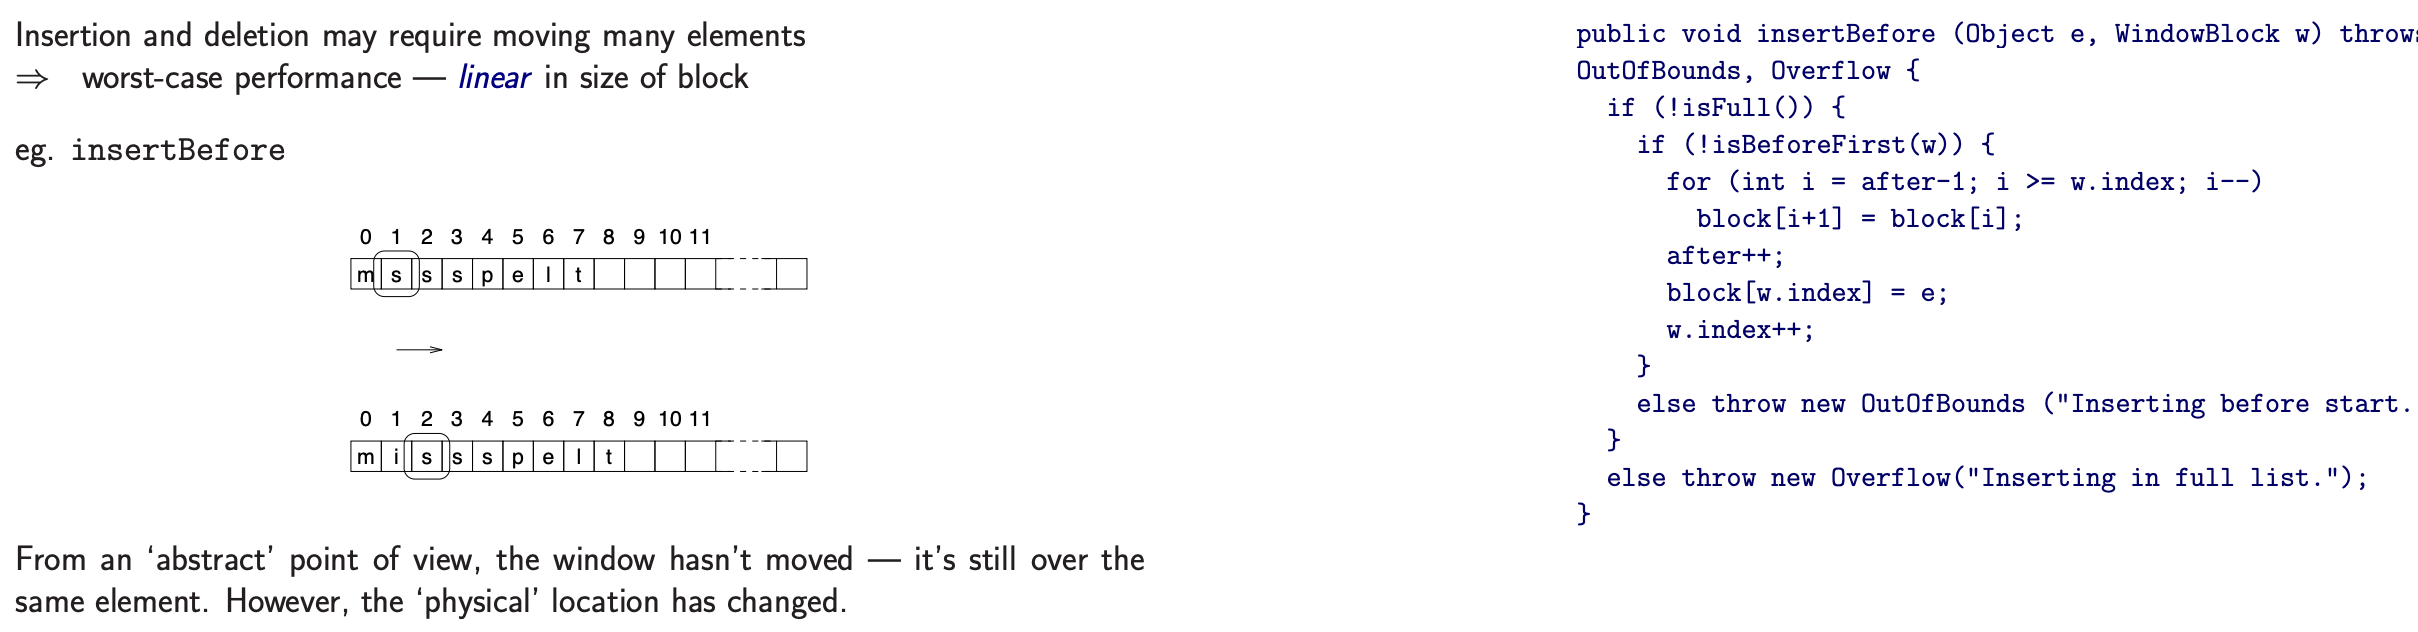 Insertion and deletion may require moving many elements
⇒ worst-case performance — linear in size of block
eg. insertBefore
0 1 2 3 4 5 6 7 8 9 10 11
m s s s p e l t
0 1 2 3 4 5 6 7 8 9 10 11
m i s s s p e l t
From an ‘abstract’ point of view, the window hasn’t moved — it’s still over the
same element. However, the ‘physical’ location has changed.
public void insertBefore (Object e, WindowBlock w) throws
OutOfBounds, Overflow {
if (!isFull()) {
if (!isBeforeFirst(w)) {
for (int i = after-1; i >= w.index; i--)
block[i+1] = block[i];
after++;
block[w.index] = e;
w.index++;
}
else throw new OutOfBounds ("Inserting before start.
}
else throw new Overflow("Inserting in full list.");
}